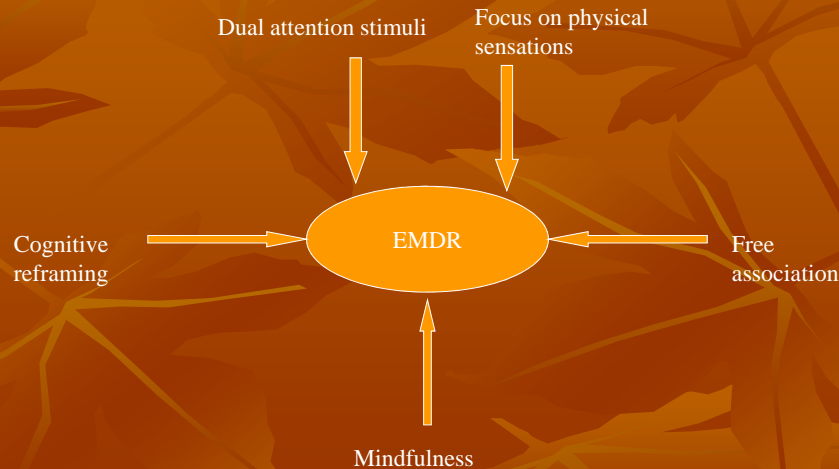 Dual attention stimuli
Focus on physical
sensations
Cognitive
reframing
EMDR
Free
association
Mindfulness